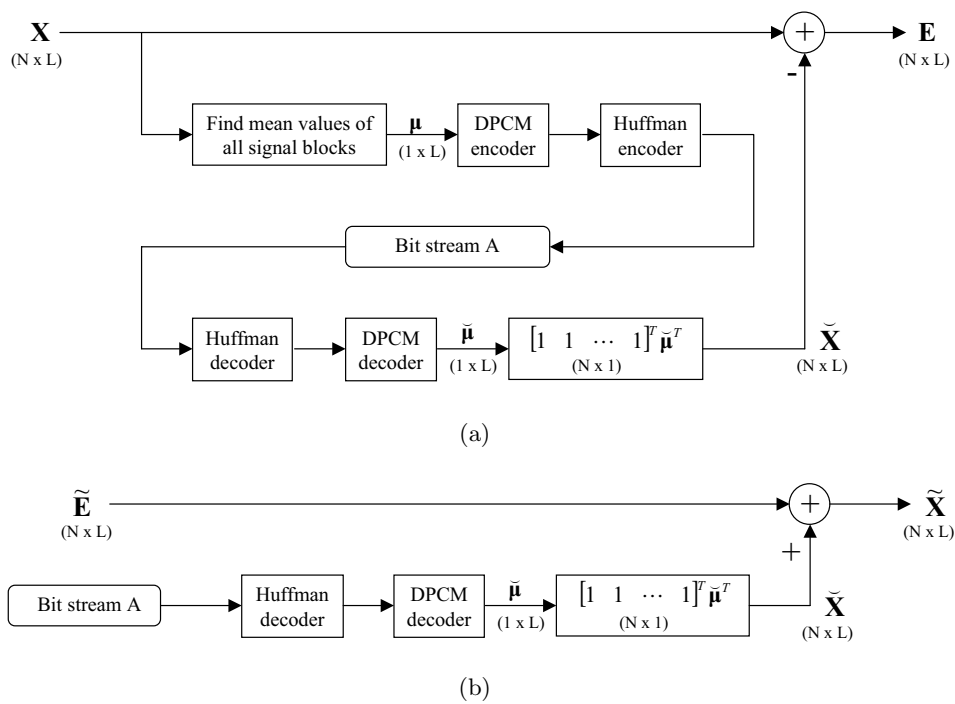 X
(N x L)
+
E
(N x L)
-
Find mean values of
all signal blocks
μ
(1 x L)
DPCM
encoder
Huffman
encoder
Bit stream A
Huffman
decoder
DPCM
decoder
μ̆
(1 x L)
[1 1 ⋯ 1]ᵀ μ̆ᵀ
(N x 1)
X̆
(N x L)
(a)
Ẽ
(N x L)
+
X̃
(N x L)
+
Bit stream A
Huffman
decoder
DPCM
decoder
μ̆
(1 x L)
[1 1 ⋯ 1]ᵀ μ̆ᵀ
(N x 1)
X̆
(N x L)
(b)